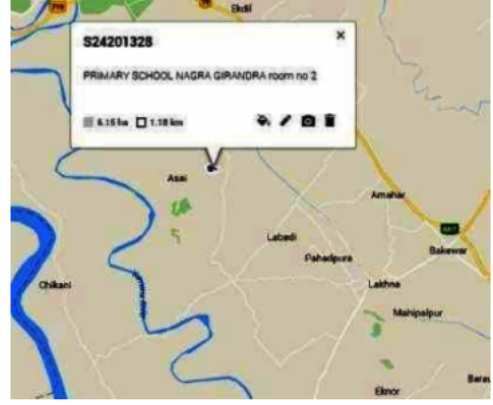 Ekdil
S24201328
PRIMARY SCHOOL NAGRA GIRANDRA room no 2
6.15 ha 1.18 km
Asai
Amahar
Labedi
Bakewar
Pahadpura
Chikani
Lakhna
Mahipalpur
Eknor